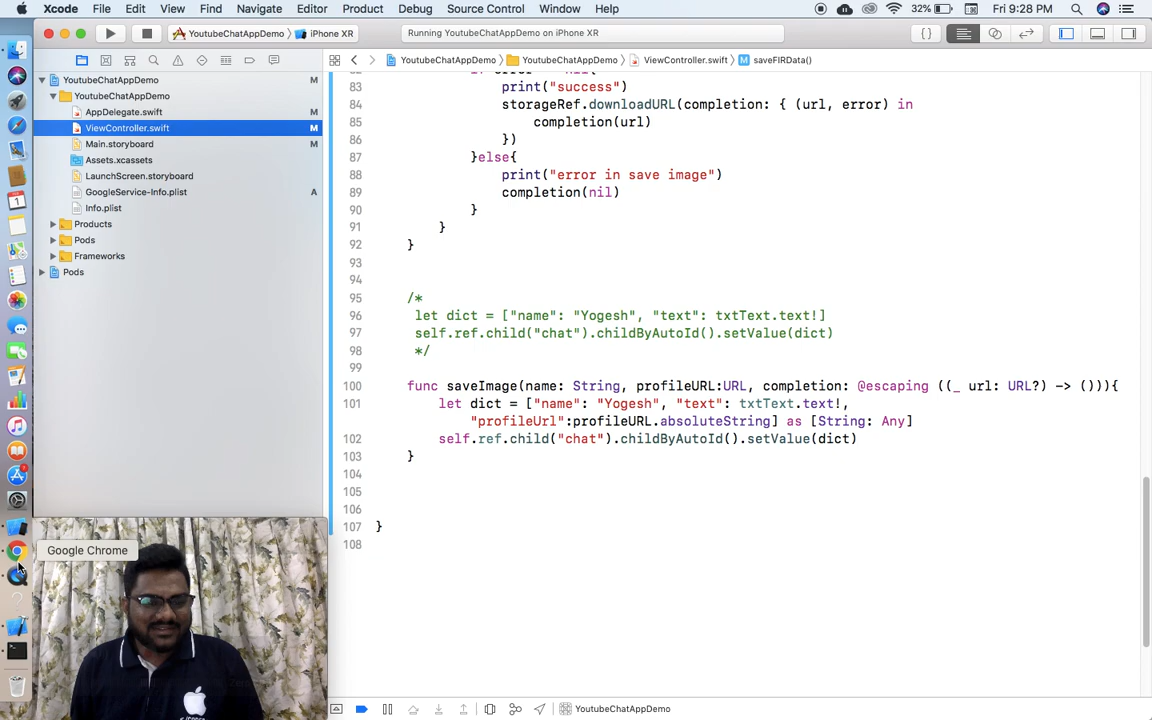 Xcode File Edit View Find Navigate Editor Product Debug Source Control Window Help 32% Fri 9:28 PM
YoutubeChatAppDemo iPhone XR Running YoutubeChatAppDemo on iPhone XR
YoutubeChatAppDemo YoutubeChatAppDemo ViewController.swift M saveFIRData()
YoutubeChatAppDemo M
YoutubeChatAppDemo
AppDelegate.swift M
ViewController.swift M
Main.storyboard M
Assets.xcassets
LaunchScreen.storyboard
GoogleService-Info.plist A
Info.plist
Products
Pods
Frameworks
Pods
83 print("success")
84 storageRef.downloadURL(completion: { (url, error) in
85 completion(url)
86 })
87 }else{
88 print("error in save image")
89 completion(nil)
90 }
91 }
92 }
93
94
95 /*
96 let dict = ["name": "Yogesh", "text": txtText.text!]
97 self.ref.child("chat").childByAutoId().setValue(dict)
98 */
99
100 func saveImage(name: String, profileURL:URL, completion: @escaping ((_ url: URL?) -> ())){
101 let dict = ["name": "Yogesh", "text": txtText.text!,
"profileUrl":profileURL.absoluteString] as [String: Any]
102 self.ref.child("chat").childByAutoId().setValue(dict)
103 }
104
105
106
107 }
108
Google Chrome
YoutubeChatAppDemo